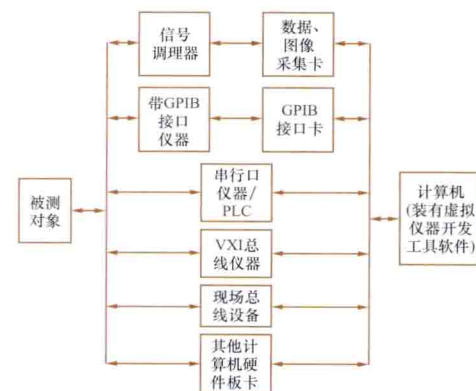 信号
调理器
数据、
图像
采集卡
带GPIB
接口
仪器
GPIB
接口卡
串行口
仪器/
PLC
被测
对象
计算机
(装有虚拟
仪器开发
工具软件)
VXI总
线仪器
现场总
线设备
其他计
算机硬
件板卡